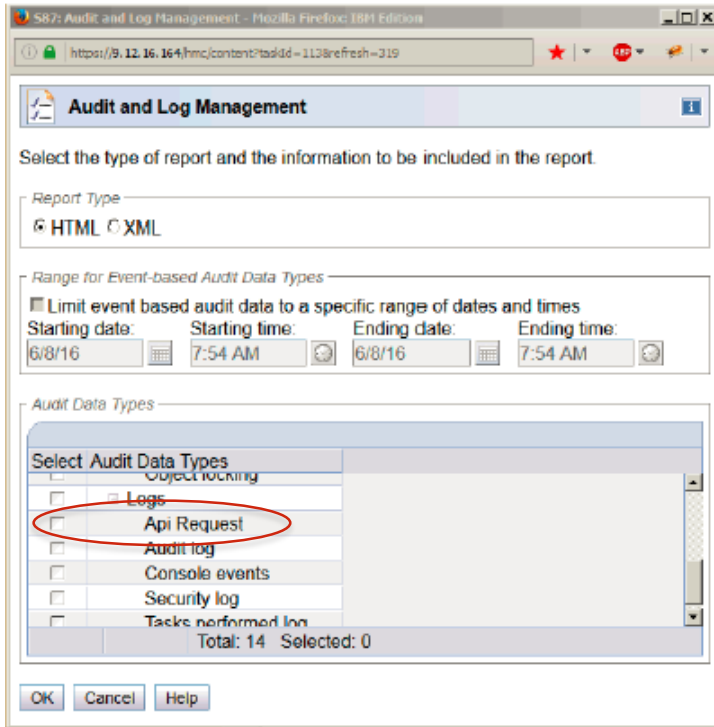 S87: Audit and Log Management - Mozilla Firefox: IBM Edition
https://9.12.16.164/hmc/content?taskId=113&refresh=319
ABP
Audit and Log Management
i
Select the type of report and the information to be included in the report.
Report Type
HTML XML
Range for Event-based Audit Data Types
Limit event based audit data to a specific range of dates and times
Starting date: Starting time: Ending date: Ending time:
6/8/16 7:54 AM 6/8/16 7:54 AM
Audit Data Types
Select Audit Data Types
Object locking
Logs
Api Request
Audit log
Console events
Security log
Tasks performed log
Total: 14 Selected: 0
OK Cancel Help